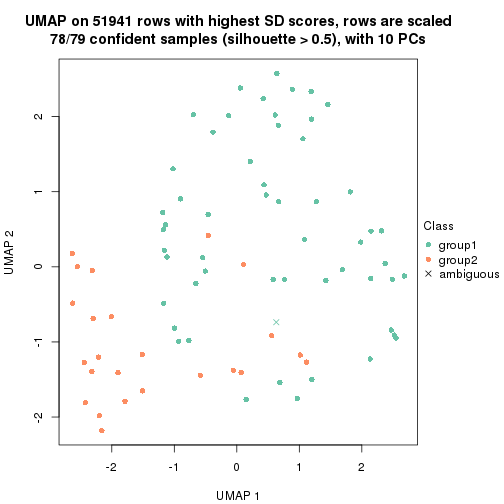 UMAP on 51941 rows with highest SD scores, rows are scaled
78/79 confident samples (silhouette > 0.5), with 10 PCs
UMAP 2
2
1
0
-1
-2
-2
-1
0
1
2
UMAP 1
Class
group1
group2
ambiguous